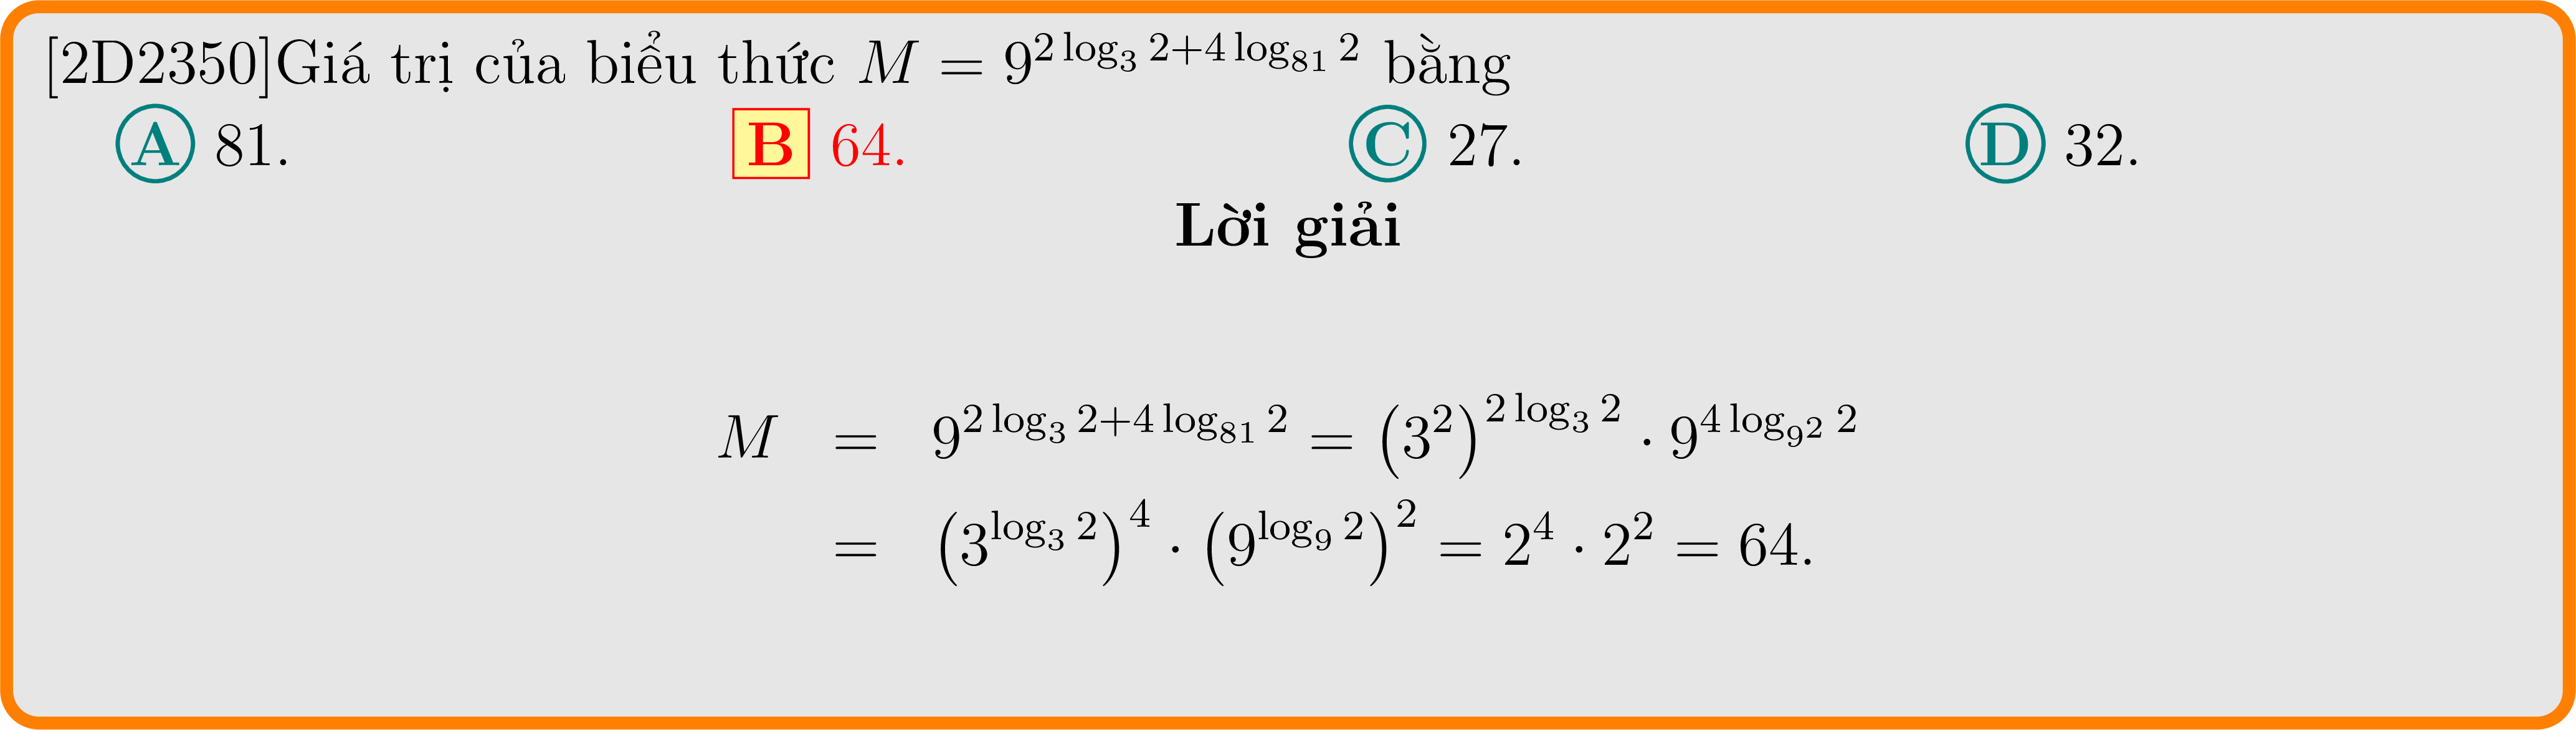 [2D2350]Giá trị của biểu thức $M = 9^{2\log_3 2+4\log_{81} 2}$ bằng
A 81. B 64. C 27. D 32.
Lời giải
$M = 9^{2\log_3 2+4\log_{81} 2} = \left(3^2\right)^{2\log_3 2} \cdot 9^{4\log_{9^2} 2}$
$= \left(3^{\log_3 2}\right)^4 \cdot \left(9^{\log_9 2}\right)^2 = 2^4 \cdot 2^2 = 64.$